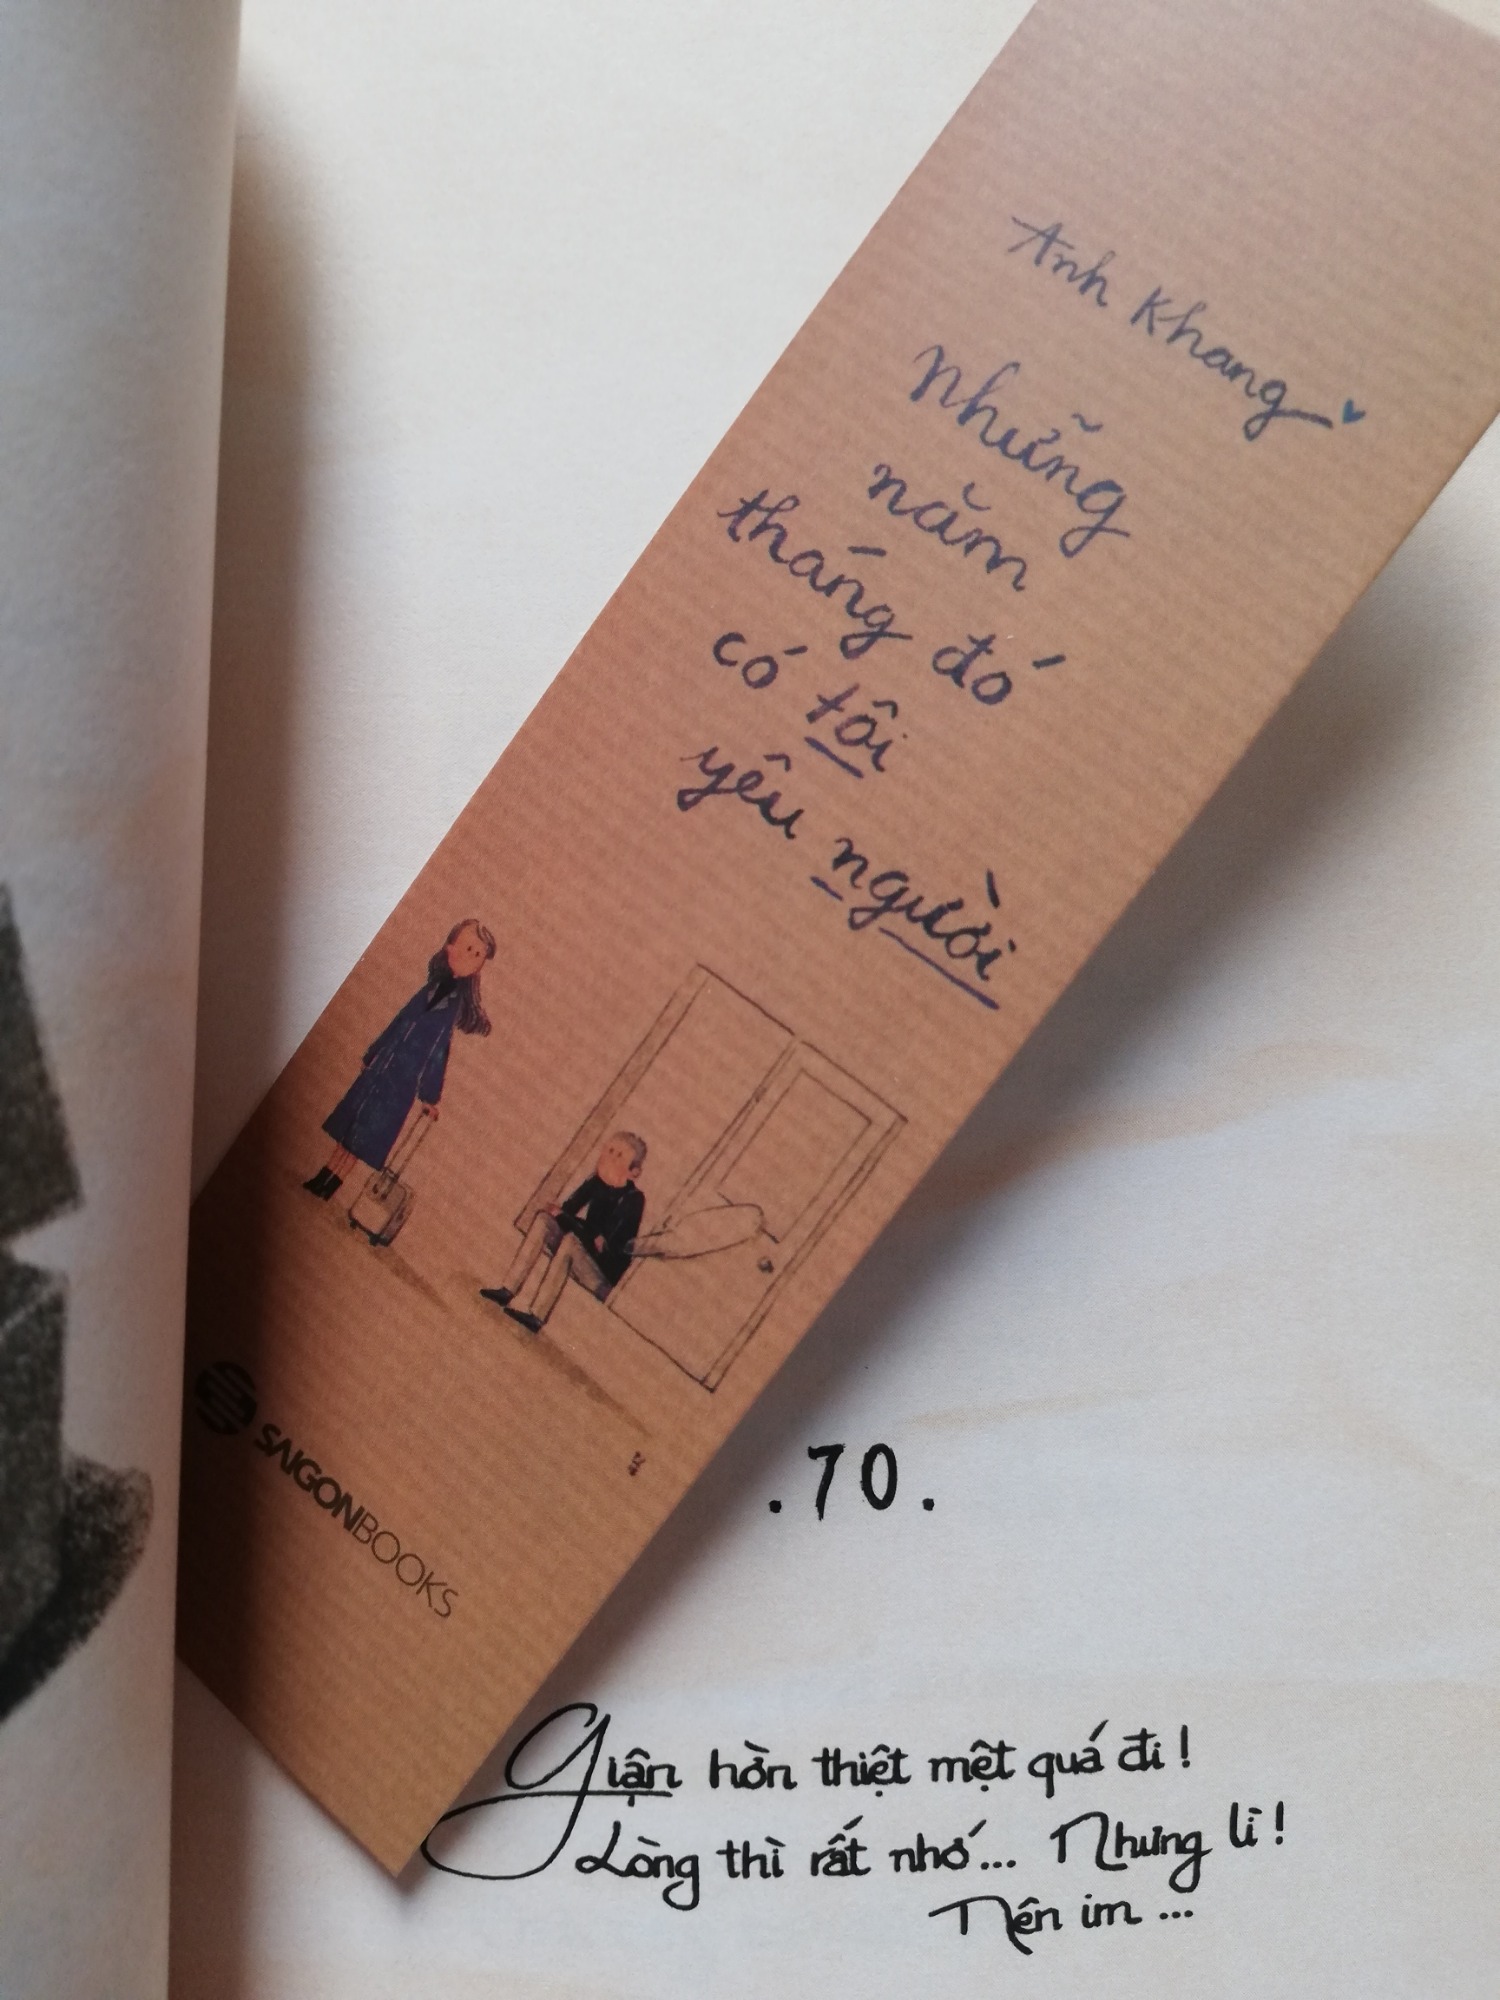 Anh Khang
Những
năm
tháng đó
có tôi
yêu người
SAIGONBOOKS
.70.
Giận hờn thiệt mệt quá đi!
Lòng thì rất nhớ... Nhưng lì!
Nên im...